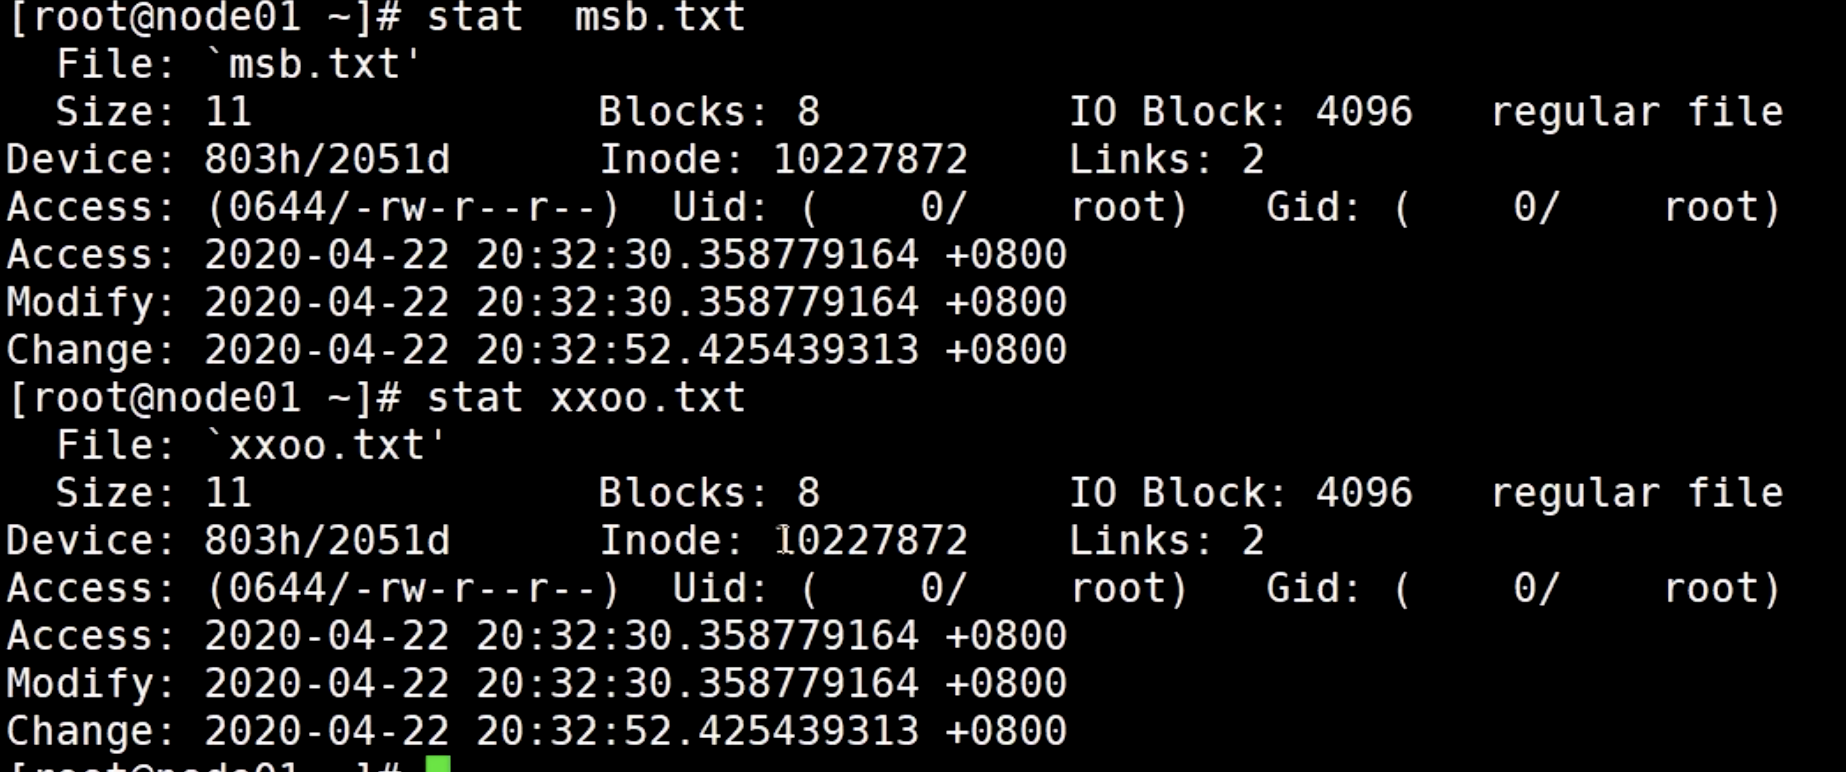 [root@node01 ~]# stat  msb.txt
  File: `msb.txt'
  Size: 11              Blocks: 8          IO Block: 4096   regular file
Device: 803h/2051d      Inode: 10227872    Links: 2
Access: (0644/-rw-r--r--)  Uid: (    0/    root)   Gid: (    0/    root)
Access: 2020-04-22 20:32:30.358779164 +0800
Modify: 2020-04-22 20:32:30.358779164 +0800
Change: 2020-04-22 20:32:52.425439313 +0800
[root@node01 ~]# stat xxoo.txt
  File: `xxoo.txt'
  Size: 11              Blocks: 8          IO Block: 4096   regular file
Device: 803h/2051d      Inode: 10227872    Links: 2
Access: (0644/-rw-r--r--)  Uid: (    0/    root)   Gid: (    0/    root)
Access: 2020-04-22 20:32:30.358779164 +0800
Modify: 2020-04-22 20:32:30.358779164 +0800
Change: 2020-04-22 20:32:52.425439313 +0800
[root@node01 ~]#